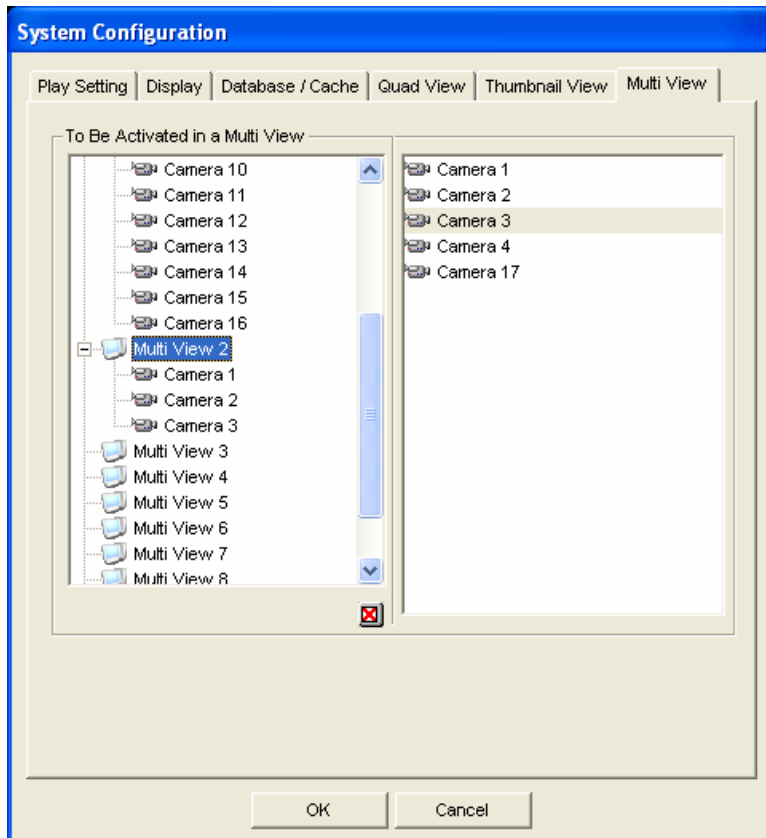 System Configuration
Play Setting
Display
Database / Cache
Quad View
Thumbnail View
Multi View
To Be Activated in a Multi View
Camera 10
Camera 11
Camera 12
Camera 13
Camera 14
Camera 15
Camera 16
Multi View 2
Camera 1
Camera 2
Camera 3
Multi View 3
Multi View 4
Multi View 5
Multi View 6
Multi View 7
Multi View 8
Camera 1
Camera 2
Camera 3
Camera 4
Camera 17
OK
Cancel